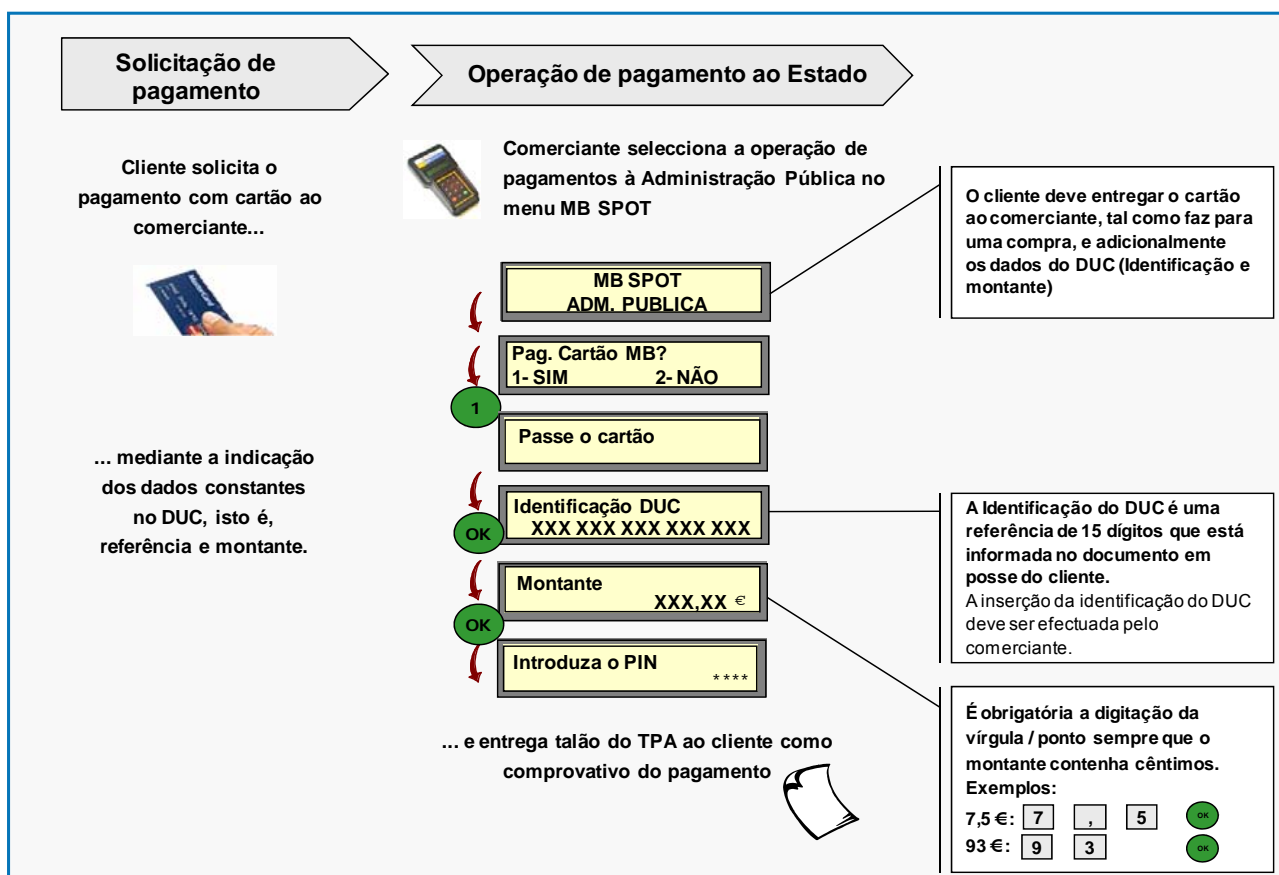 Solicitação de
pagamento
Operação de pagamento ao Estado
Cliente solicita o
pagamento com cartão ao
comerciante...
... mediante a indicação
dos dados constantes
no DUC, isto é,
referência e montante.
Comerciante selecciona a operação de
pagamentos à Administração Pública no
menu MB SPOT
MB SPOT
ADM. PUBLICA
Pag. Cartão MB?
1- SIM 2- NÃO
1
Passe o cartão
Identificação DUC
XXX XXX XXX XXX XXX
OK
Montante
XXX,XX €
OK
Introduza o PIN
****
... e entrega talão do TPA ao cliente como
comprovativo do pagamento
O cliente deve entregar o cartão
ao comerciante, tal como faz para
uma compra, e adicionalmente
os dados do DUC (Identificação e
montante)
A Identificação do DUC é uma
referência de 15 dígitos que está
informada no documento em
posse do cliente.
A inserção da identificação do DUC
deve ser efectuada pelo
comerciante.
É obrigatória a digitação da
vírgula / ponto sempre que o
montante contenha cêntimos.
Exemplos:
7,5 €: 7 , 5 OK
93 €: 9 3 OK
MasterCard